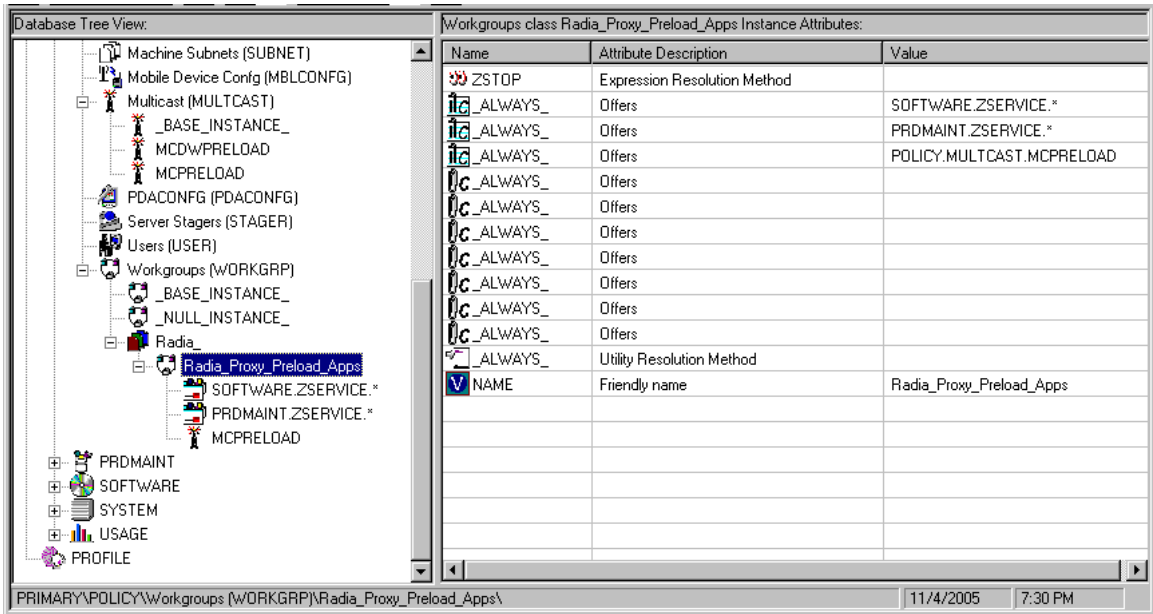 Database Tree View:
Machine Subnets (SUBNET)
Mobile Device Confg (MBLCONFG)
Multicast (MULTCAST)
_BASE_INSTANCE_
MCDWPRELOAD
MCPRELOAD
PDACONFG (PDACONFG)
Server Stagers (STAGER)
Users (USER)
Workgroups (WORKGRP)
_BASE_INSTANCE_
_NULL_INSTANCE_
Radia_
Radia_Proxy_Preload_Apps
SOFTWARE.ZSERVICE.*
PRDMAINT.ZSERVICE.*
MCPRELOAD
PRDMAINT
SOFTWARE
SYSTEM
USAGE
PROFILE
Workgroups class Radia_Proxy_Preload_Apps Instance Attributes:
Name Attribute Description Value
ZSTOP Expression Resolution Method
_ALWAYS_ Offers SOFTWARE.ZSERVICE.*
_ALWAYS_ Offers PRDMAINT.ZSERVICE.*
_ALWAYS_ Offers POLICY.MULTCAST.MCPRELOAD
_ALWAYS_ Offers
_ALWAYS_ Offers
_ALWAYS_ Offers
_ALWAYS_ Offers
_ALWAYS_ Offers
_ALWAYS_ Offers
_ALWAYS_ Offers
_ALWAYS_ Utility Resolution Method
V NAME Friendly name Radia_Proxy_Preload_Apps
PRIMARY\POLICY\Workgroups (WORKGRP)\Radia_Proxy_Preload_Apps\ 11/4/2005 7:30 PM